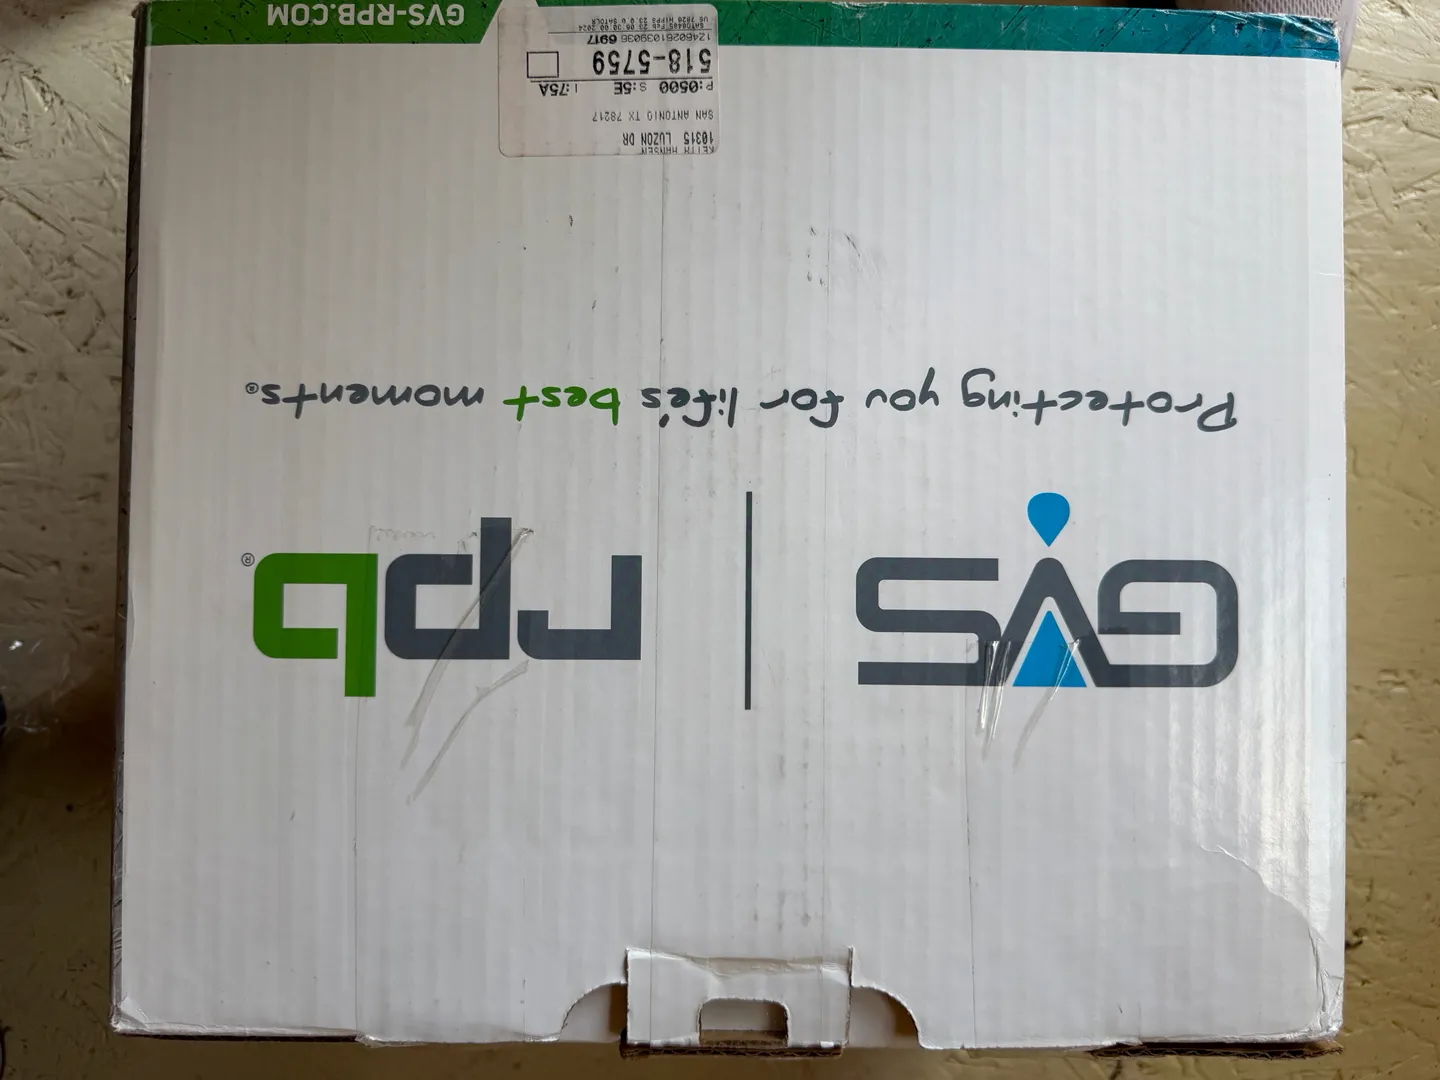 GVS | rpb®
Protecting you for life's best moments.®
KEITH HANSEN
10315 LUZON DR
SAN ANTONIO TX 78217
P:0500 S:5E I:75A
518-5759
6917
GVS-RPB.COM